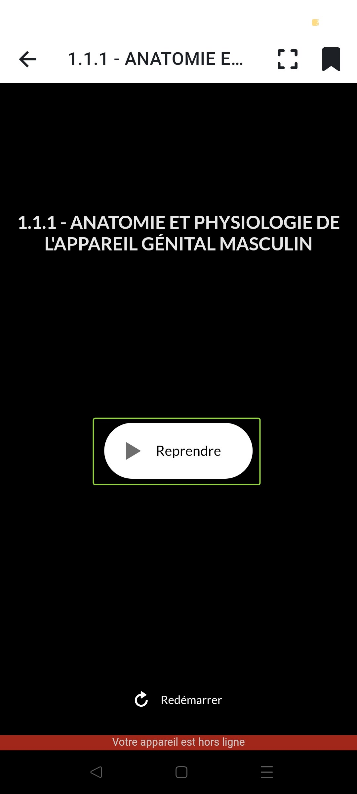 1.1.1 - ANATOMIE E...
1.1.1 - ANATOMIE ET PHYSIOLOGIE DE
L'APPAREIL GÉNITAL MASCULIN
Reprendre
Redémarrer
Votre appareil est hors ligne